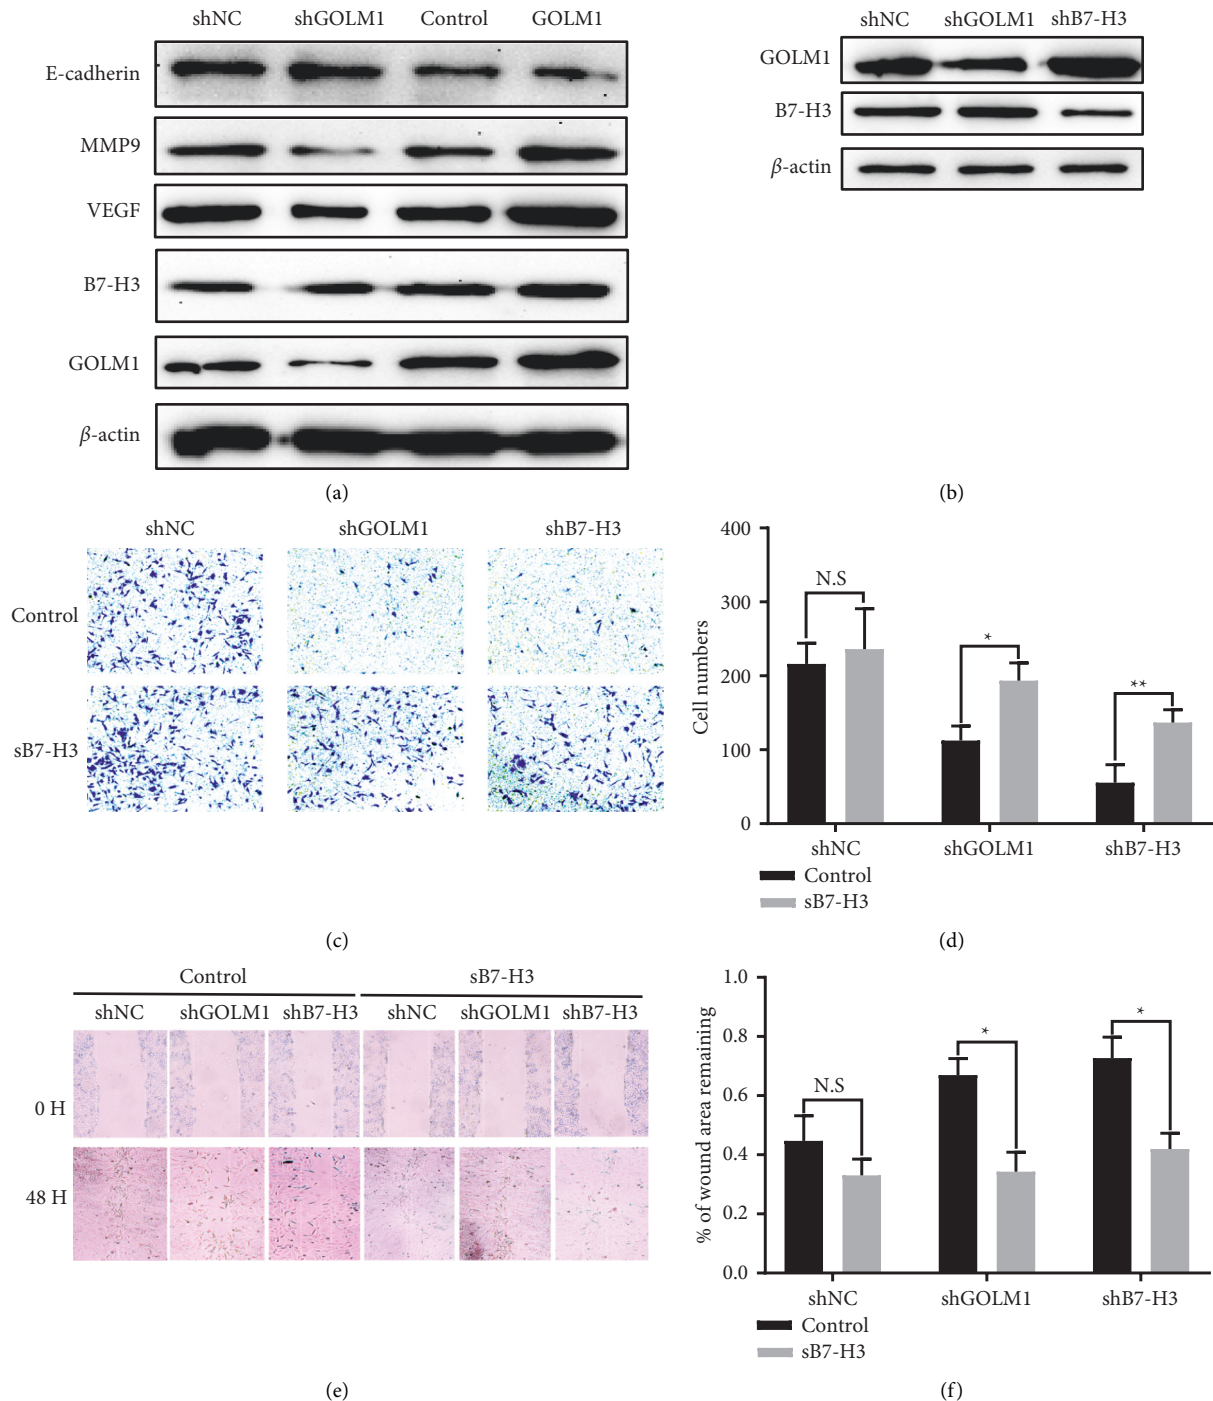 shNC shGOLM1 Control GOLM1
E-cadherin
MMP9
VEGF
B7-H3
GOLM1
β-actin
(a)
shNC shGOLM1 shB7-H3
GOLM1
B7-H3
β-actin
(b)
shNC shGOLM1 shB7-H3
Control
sB7-H3
(c)
400
300
200
100
0
Cell numbers
N.S
*
**
shNC shGOLM1 shB7-H3
Control
sB7-H3
(d)
Control sB7-H3
shNC shGOLM1 shB7-H3 shNC shGOLM1 shB7-H3
0 H
48 H
(e)
1.0
0.8
0.6
0.4
0.2
0.0
% of wound area remaining
N.S
*
*
shNC shGOLM1 shB7-H3
Control
sB7-H3
(f)